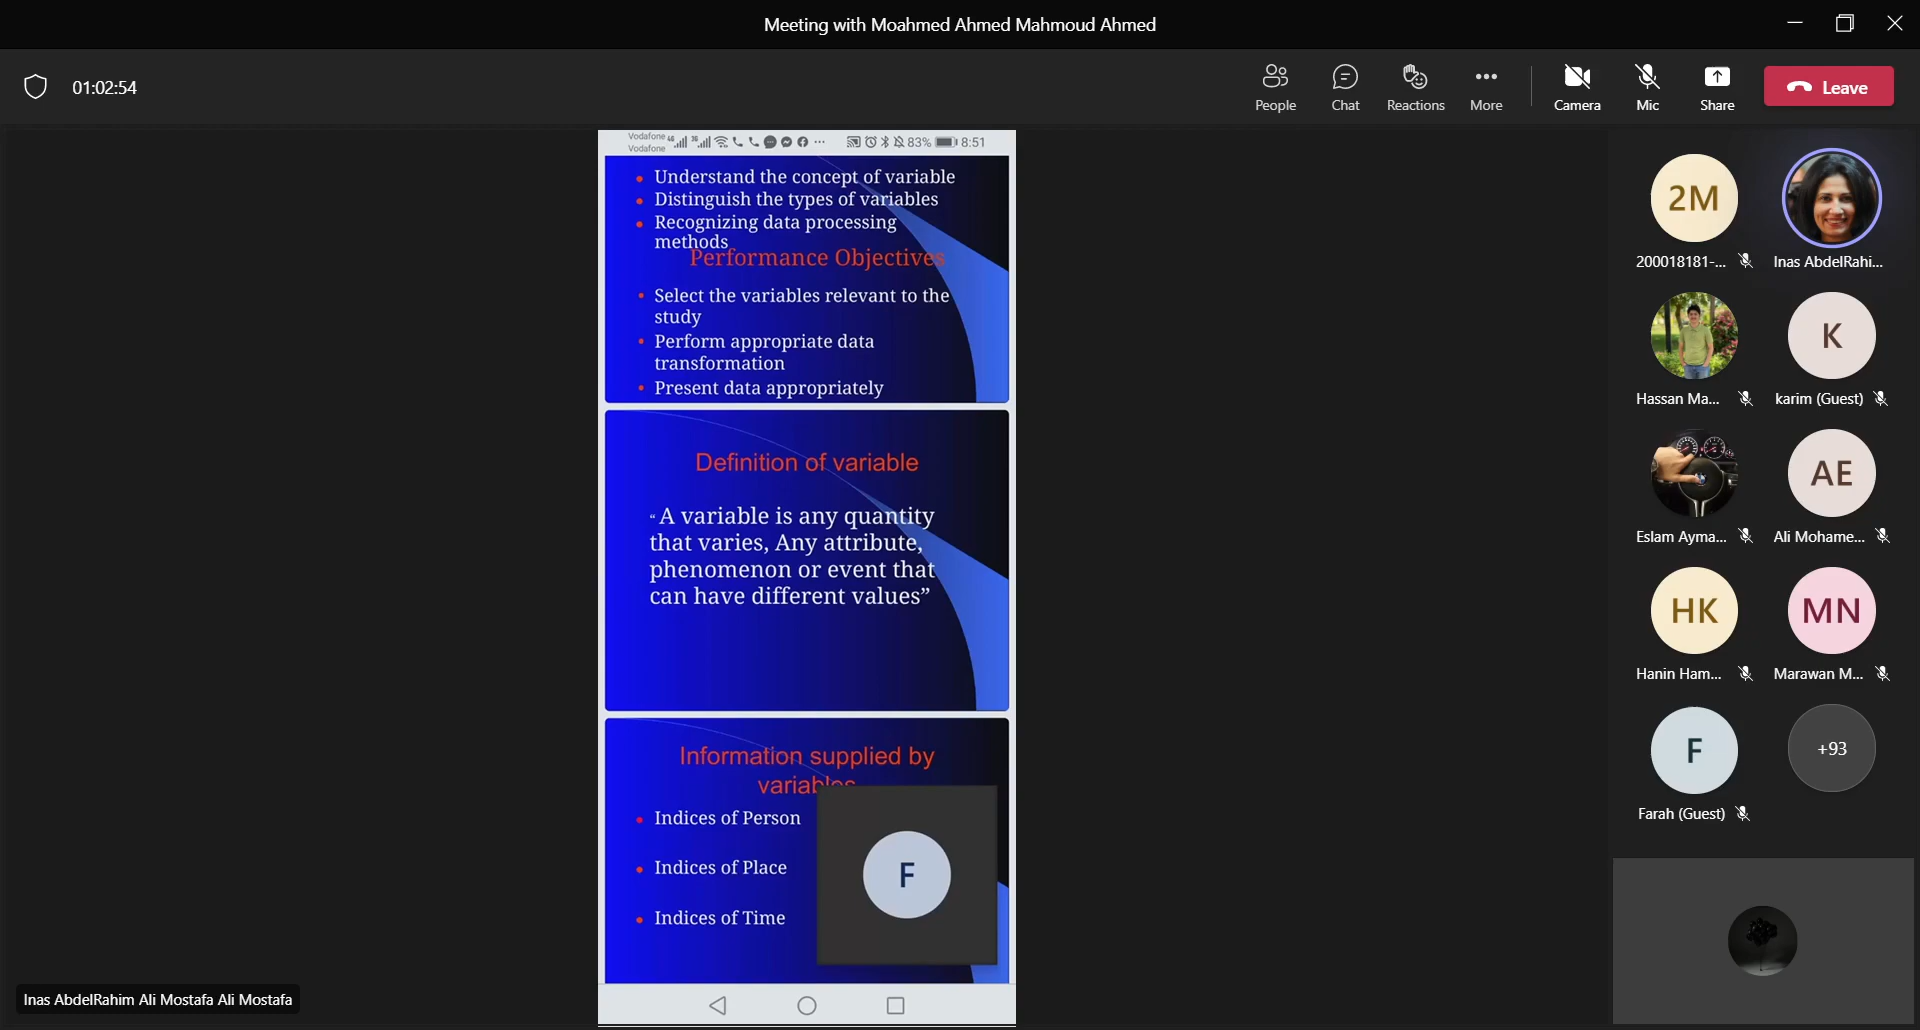 Meeting with Moahmed Ahmed Mahmoud Ahmed
01:02:54
People
Chat
Reactions
More
Camera
Mic
Share
Leave
Vodafone
Vodafone
4G
3G
83%
8:51
Understand the concept of variable
Distinguish the types of variables
Recognizing data processing
methods
Performance Objectives
Select the variables relevant to the
study
Perform appropriate data
transformation
Present data appropriately
Definition of variable
“ A variable is any quantity
that varies, Any attribute,
phenomenon or event that
can have different values”
Information supplied by
variables
Indices of Person
Indices of Place
Indices of Time
F
Inas AbdelRahim Ali Mostafa Ali Mostafa
2M
200018181-...
Inas AbdelRahi...
Hassan Ma...
K
karim (Guest)
Eslam Ayma...
AE
Ali Mohame...
HK
Hanin Ham...
MN
Marawan M...
F
Farah (Guest)
+93